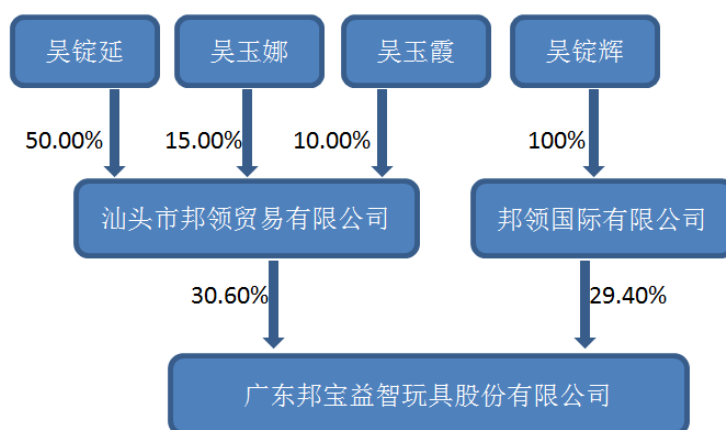 吴锭延
吴玉娜
吴玉霞
吴锭辉
50.00%
15.00%
10.00%
100%
汕头市邦领贸易有限公司
邦领国际有限公司
30.60%
29.40%
广东邦宝益智玩具股份有限公司